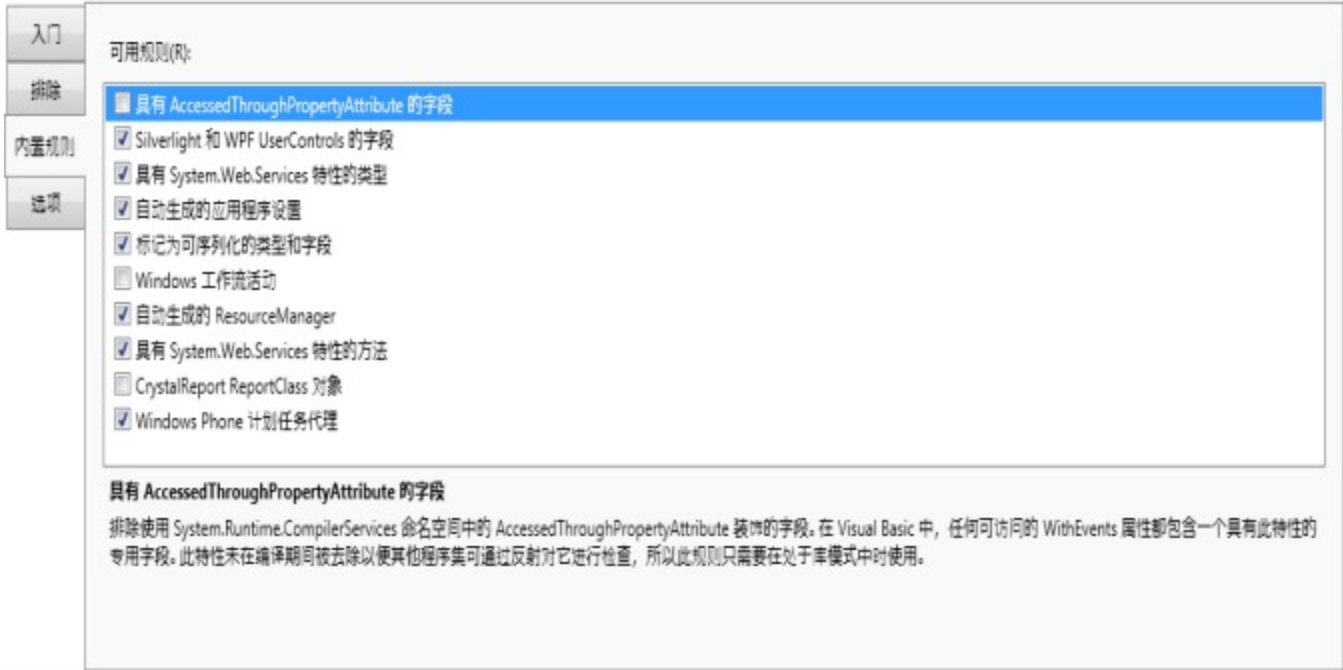 入门
排除
内置规则
选项
可用规则(R):
具有 AccessedThroughPropertyAttribute 的字段
Silverlight 和 WPF UserControls 的字段
具有 System.Web.Services 特性的类型
自动生成的应用程序设置
标记为可序列化的类型和字段
Windows 工作流活动
自动生成的 ResourceManager
具有 System.Web.Services 特性的方法
CrystalReport ReportClass 对象
Windows Phone 计划任务代理
具有 AccessedThroughPropertyAttribute 的字段
排除使用 System.Runtime.CompilerServices 命名空间中的 AccessedThroughPropertyAttribute 装饰的字段。在 Visual Basic 中，任何可访问的 WithEvents 属性都包含一个具有此特性的
专用字段。此特性未在编译期间被去除以便其他程序集可通过反射对它进行检查，所以此规则只需要在处于库模式中时使用。